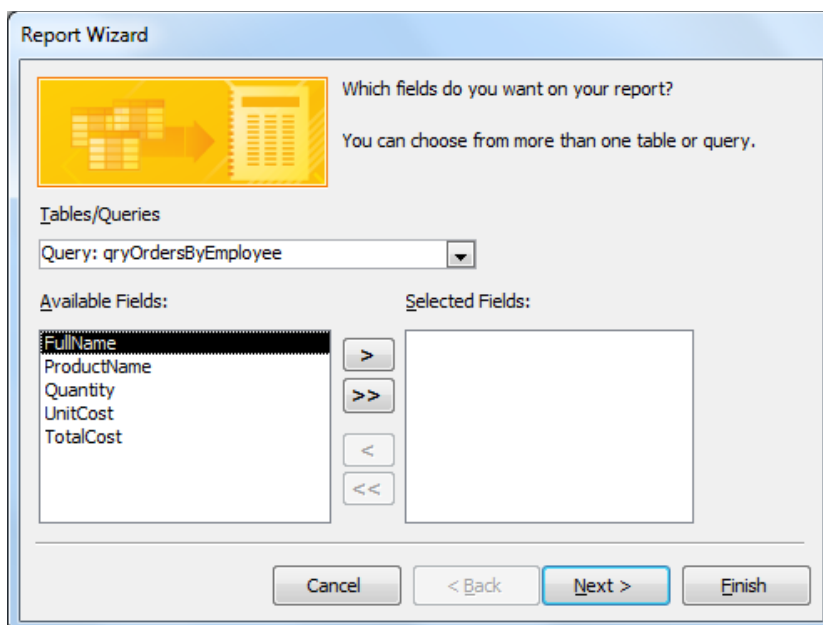 Report Wizard
Which fields do you want on your report?
You can choose from more than one table or query.
Tables/Queries
Query: qryOrdersByEmployee
Available Fields:
Selected Fields:
FullName
ProductName
Quantity
UnitCost
TotalCost
>
>>
<
<<
Cancel
< Back
Next >
Finish